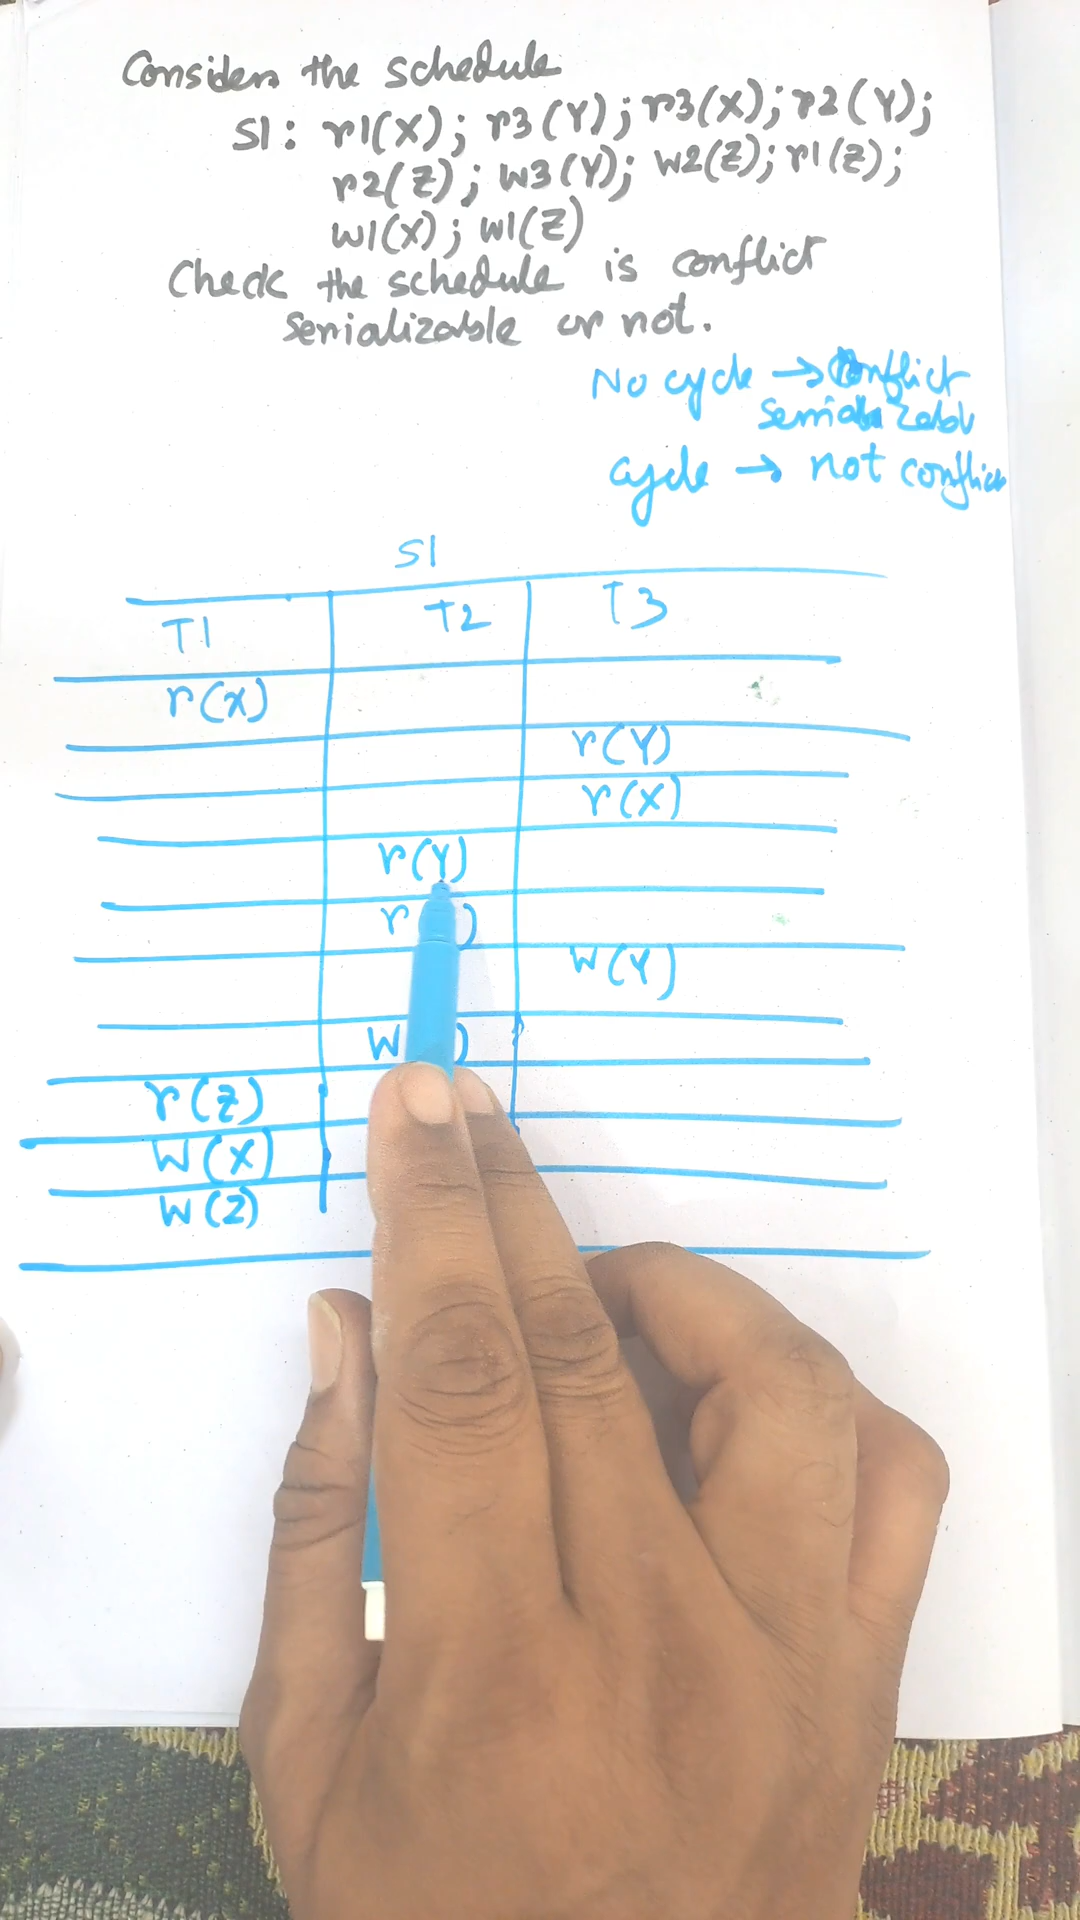 Consider the schedule
S1: r1(X); r3(Y); r3(X); r2(Y);
r2(Z); w3(Y); w2(Z); r1(Z);
w1(X); w1(Z)
Check the schedule is conflict
Serializable or not.
No cycle → Conflict
Serializable
cycle → not conflict
S1
T1 T2 T3
r(X)
r(Y)
r(X)
r(Y)
r )
W(Y)
W )
r(Z)
W(X)
W(Z)